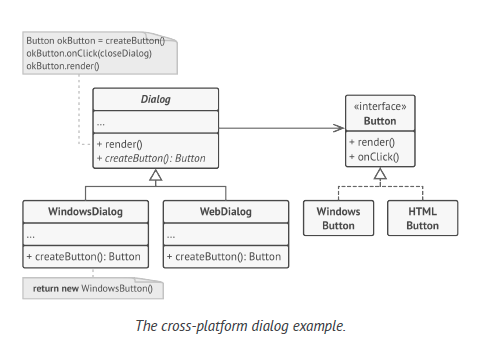 Button okButton = createButton()
okButton.onClick(closeDialog)
okButton.render()
Dialog
...
+ render()
+ createButton(): Button
«interface»
Button
+ render()
+ onClick()
WindowsDialog
...
+ createButton(): Button
WebDialog
...
+ createButton(): Button
Windows
Button
HTML
Button
return new WindowsButton()
The cross-platform dialog example.